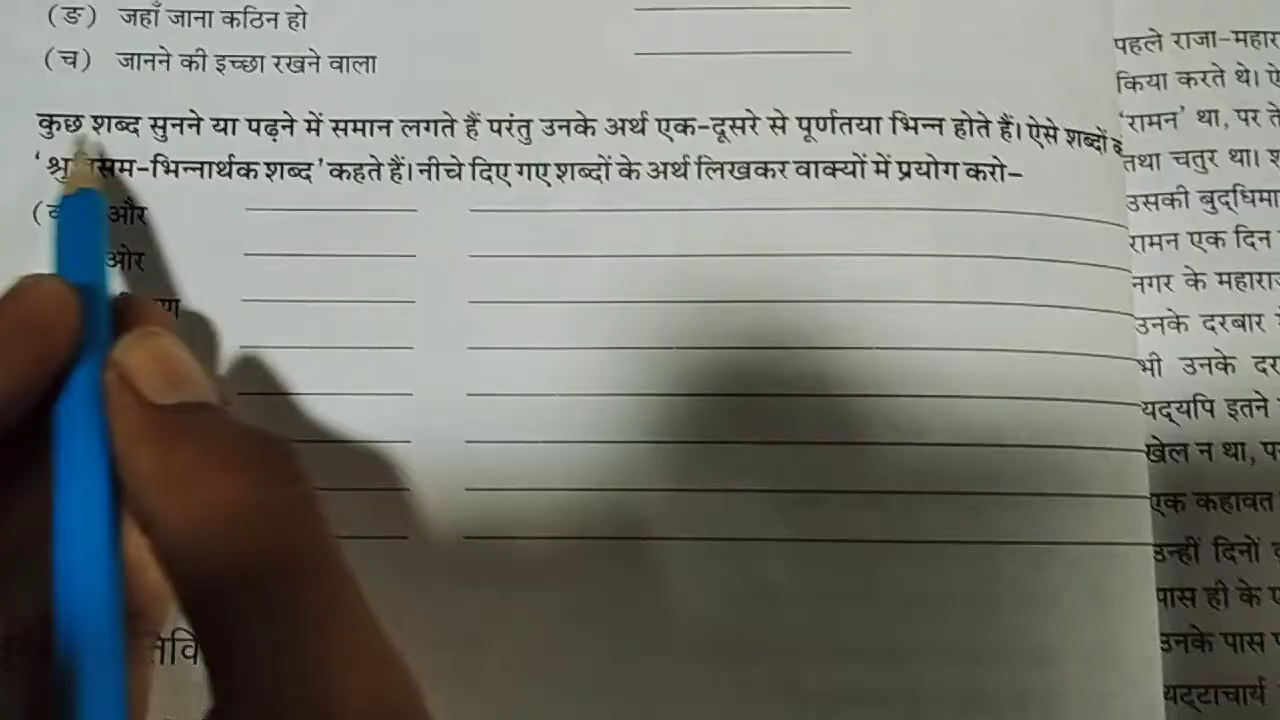 (ङ) जहाँ जाना कठिन हो
(च) जानने की इच्छा रखने वाला
कुछ शब्द सुनने या पढ़ने में समान लगते हैं परंतु उनके अर्थ एक-दूसरे से पूर्णतया भिन्न होते हैं। ऐसे शब्दों
भिन्नार्थक शब्द' कहते हैं। नीचे दिए गए शब्दों के अर्थ लिखकर वाक्यों में प्रयोग करो-
और
ओर
पहले राजा-महार
किया करते थे।
'रामन' था, पर
तथा चतुर था।
उसकी बुद्धिमा
रामन एक दिन
नगर के महारा
उनके दरबार
भी उनके दर
यद्यपि इतने
खेल न था,
एक कहावत
उन्हीं दिनों
पास ही के
उनके पास
थट्टाचार्य